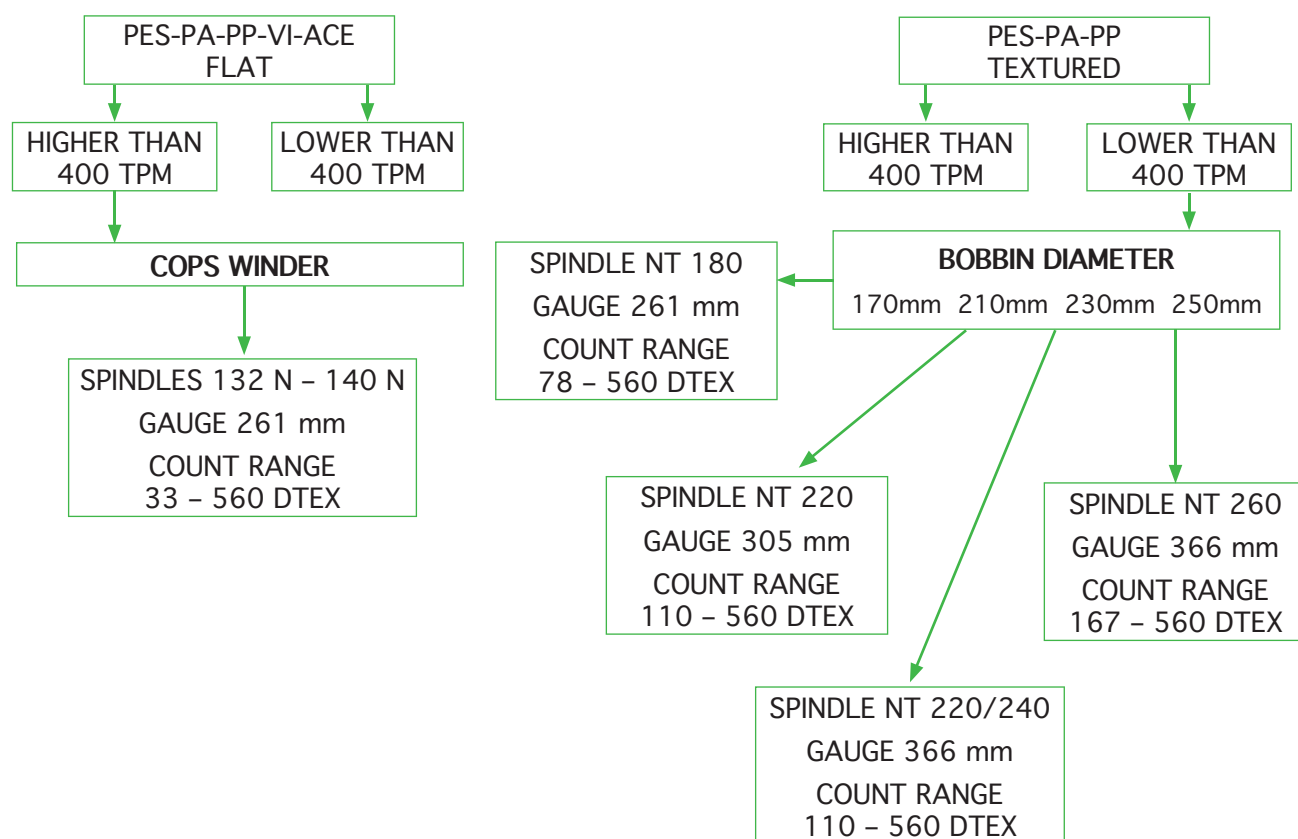 PES-PA-PP-VI-ACE
FLAT
HIGHER THAN
400 TPM
LOWER THAN
400 TPM
COPS WINDER
SPINDLES 132 N – 140 N
GAUGE 261 mm
COUNT RANGE
33 – 560 DTEX
PES-PA-PP
TEXTURED
HIGHER THAN
400 TPM
LOWER THAN
400 TPM
BOBBIN DIAMETER
170mm 210mm 230mm 250mm
SPINDLE NT 180
GAUGE 261 mm
COUNT RANGE
78 – 560 DTEX
SPINDLE NT 220
GAUGE 305 mm
COUNT RANGE
110 – 560 DTEX
SPINDLE NT 220/240
GAUGE 366 mm
COUNT RANGE
110 – 560 DTEX
SPINDLE NT 260
GAUGE 366 mm
COUNT RANGE
167 – 560 DTEX